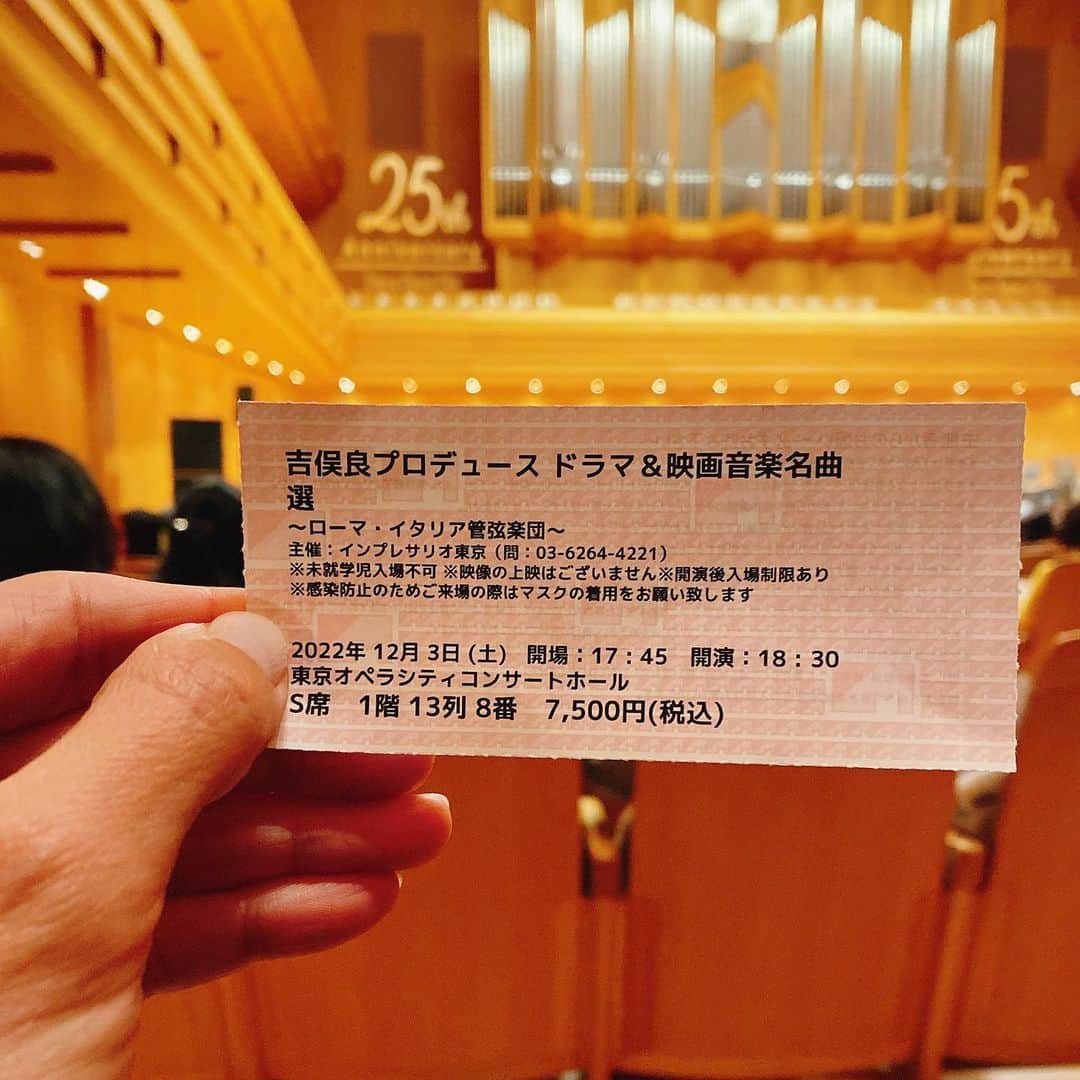 25th
5th
吉俣良プロデュース ドラマ＆映画音楽名曲
選
～ローマ・イタリア管弦楽団～
主催：インプレサリオ東京（問：03-6264-4221）
※未就学児入場不可 ※映像の上映はございません※開演後入場制限あり
※感染防止のためご来場の際はマスクの着用をお願い致します
2022年 12月 3日 (土)　開場：17：45　開演：18：30
東京オペラシティコンサートホール
S席　1階 13列 8番　7,500円(税込)